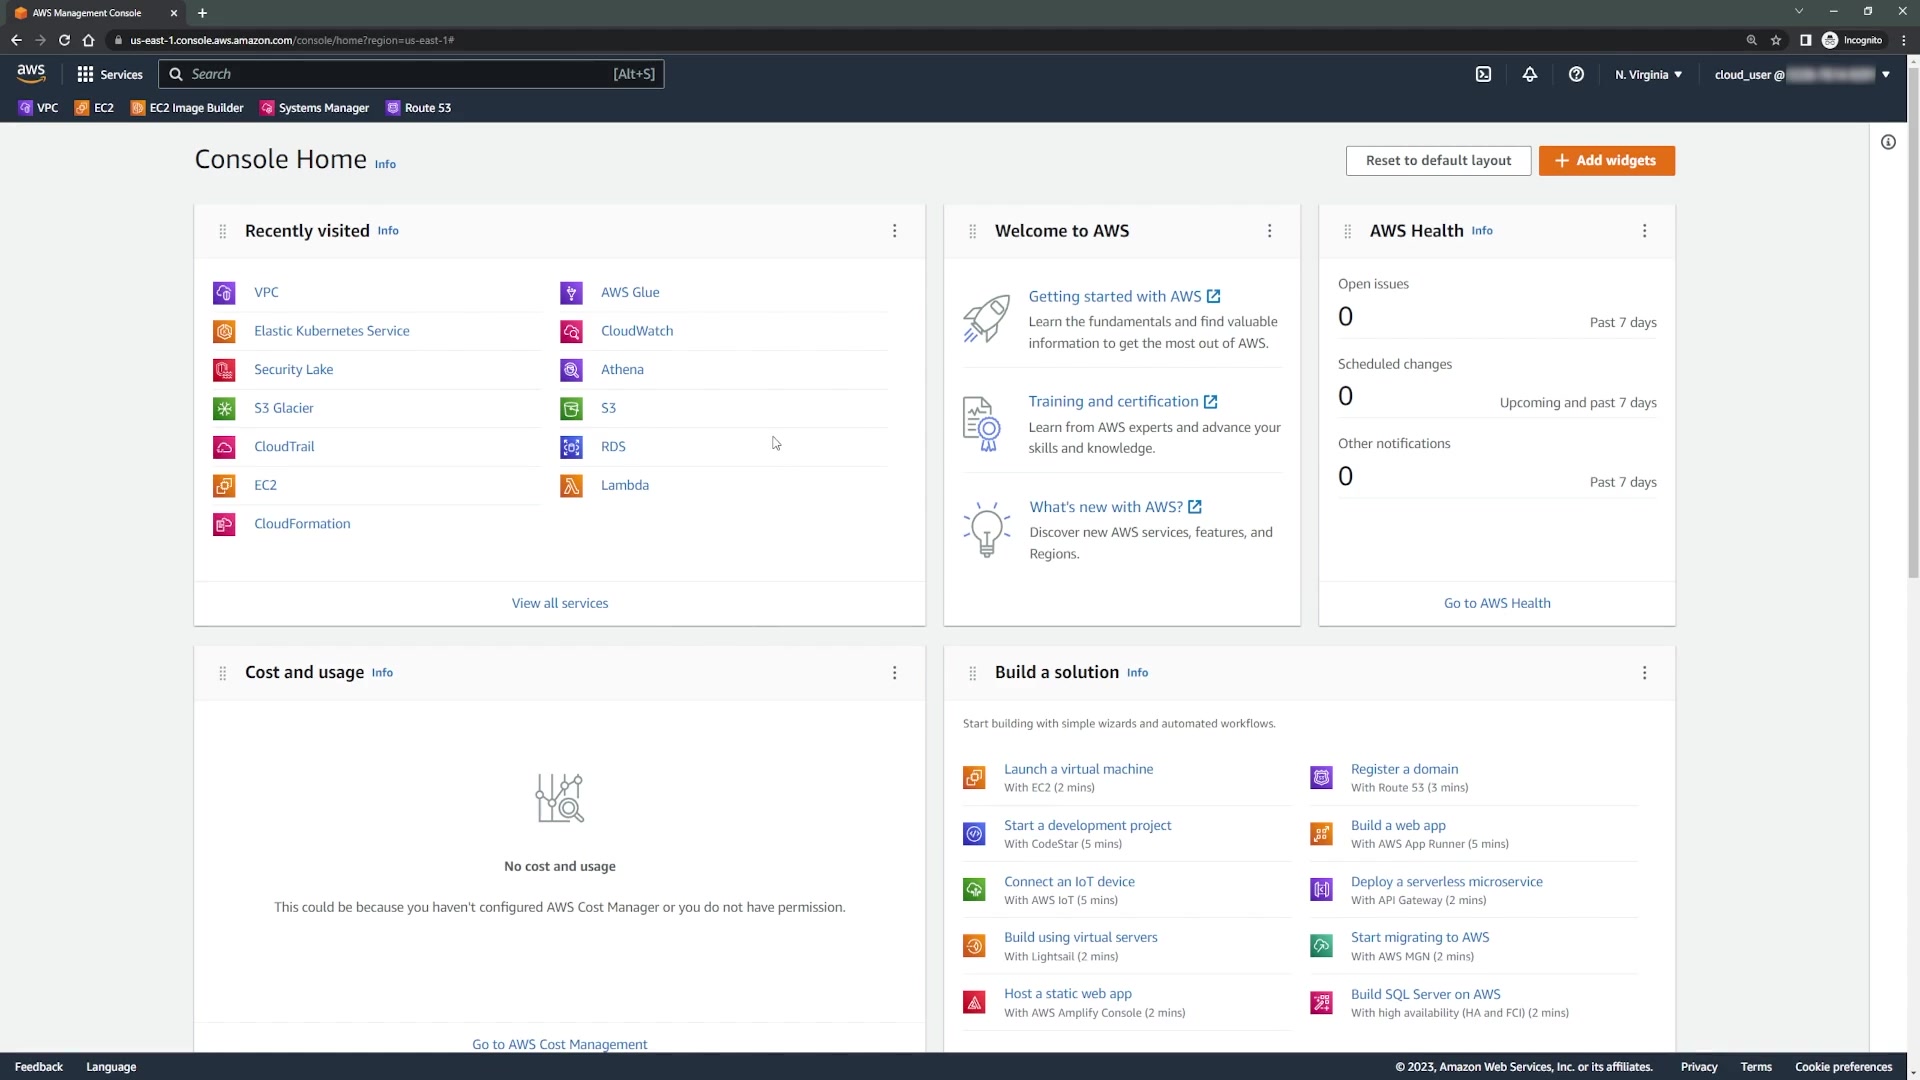 AWS Management Console
us-east-1.console.aws.amazon.com/console/home?region=us-east-1#
Incognito
aws
Services
Search
[Alt+S]
N. Virginia
cloud_user @
VPC
EC2
EC2 Image Builder
Systems Manager
Route 53
Console Home Info
Reset to default layout
Add widgets
Recently visited Info
VPC
Elastic Kubernetes Service
Security Lake
S3 Glacier
CloudTrail
EC2
CloudFormation
AWS Glue
CloudWatch
Athena
S3
RDS
Lambda
View all services
Welcome to AWS
Getting started with AWS
Learn the fundamentals and find valuable
information to get the most out of AWS.
Training and certification
Learn from AWS experts and advance your
skills and knowledge.
What's new with AWS?
Discover new AWS services, features, and
Regions.
AWS Health Info
Open issues
0
Past 7 days
Scheduled changes
0
Upcoming and past 7 days
Other notifications
0
Past 7 days
Go to AWS Health
Cost and usage Info
No cost and usage
This could be because you haven't configured AWS Cost Manager or you do not have permission.
Go to AWS Cost Management
Build a solution Info
Start building with simple wizards and automated workflows.
Launch a virtual machine
With EC2 (2 mins)
Start a development project
With CodeStar (5 mins)
Connect an IoT device
With AWS IoT (5 mins)
Build using virtual servers
With Lightsail (2 mins)
Host a static web app
With AWS Amplify Console (2 mins)
Register a domain
With Route 53 (3 mins)
Build a web app
With AWS App Runner (5 mins)
Deploy a serverless microservice
With API Gateway (2 mins)
Start migrating to AWS
With AWS MGN (2 mins)
Build SQL Server on AWS
With high availability (HA and FCI) (2 mins)
Feedback
Language
© 2023, Amazon Web Services, Inc. or its affiliates.
Privacy
Terms
Cookie preferences